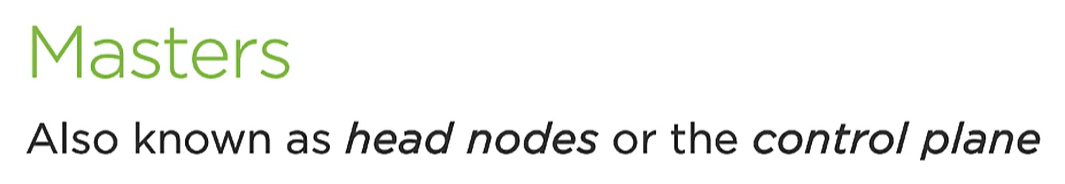 Masters
Also known as head nodes or the control plane